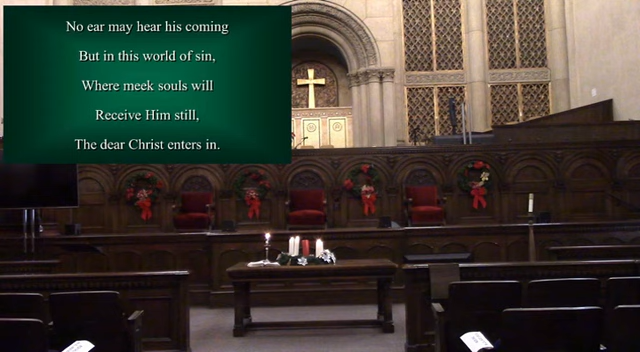 No ear may hear his coming
But in this world of sin,
Where meek souls will
Receive Him still,
The dear Christ enters in.